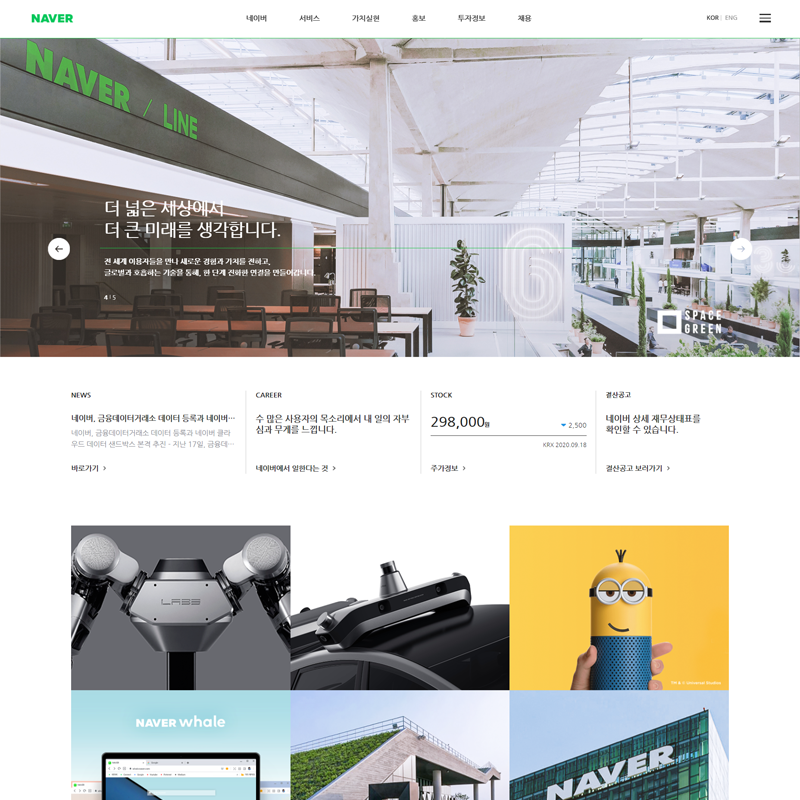 NAVER
네이버 서비스 가치실현 홍보 투자정보 채용
KOR ENG
NAVER / LINE
더 넓은 세상에서
더 큰 미래를 생각합니다.
전 세계 이용자들을 만나 새로운 경험과 가치를 전하고,
글로벌과 호흡하는 기술을 통해, 한 단계 진화한 연결을 만들어갑니다.
4 / 5
6
SPACE
GREEN
NEWS
네이버, 금융데이터거래소 데이터 등록과 네이버…
네이버, 금융데이터거래소 데이터 등록과 네이버 클라
우드 데이터 샌드박스 본격 추진 - 지난 17일, 금융데…
바로가기
CAREER
수 많은 사용자의 목소리에서 내 일의 자부
심과 무게를 느낍니다.
네이버에서 일한다는 것
STOCK
298,000원
2,500
KRX 2020.09.18
주가정보
결산공고
네이버 상세 재무상태표를
확인할 수 있습니다.
결산공고 보러가기
LABS
NAVER whale
NAVER